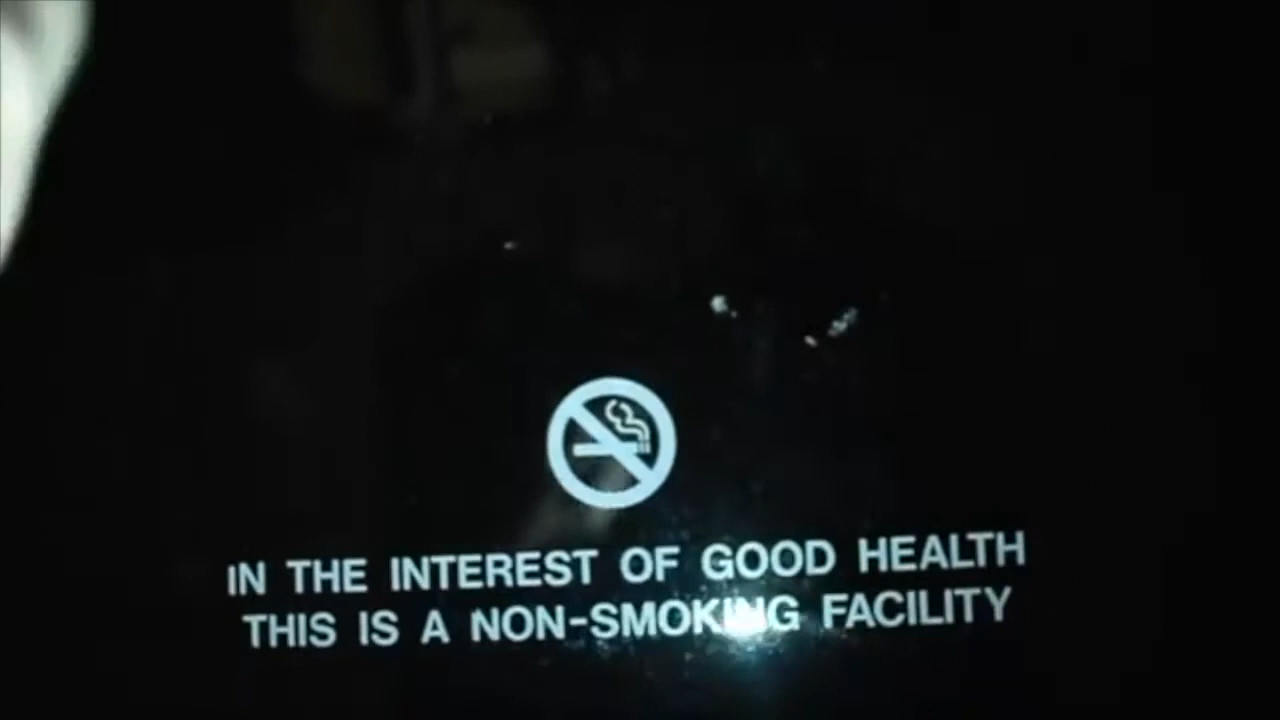 IN THE INTEREST OF GOOD HEALTH
THIS IS A NON-SMOKING FACILITY